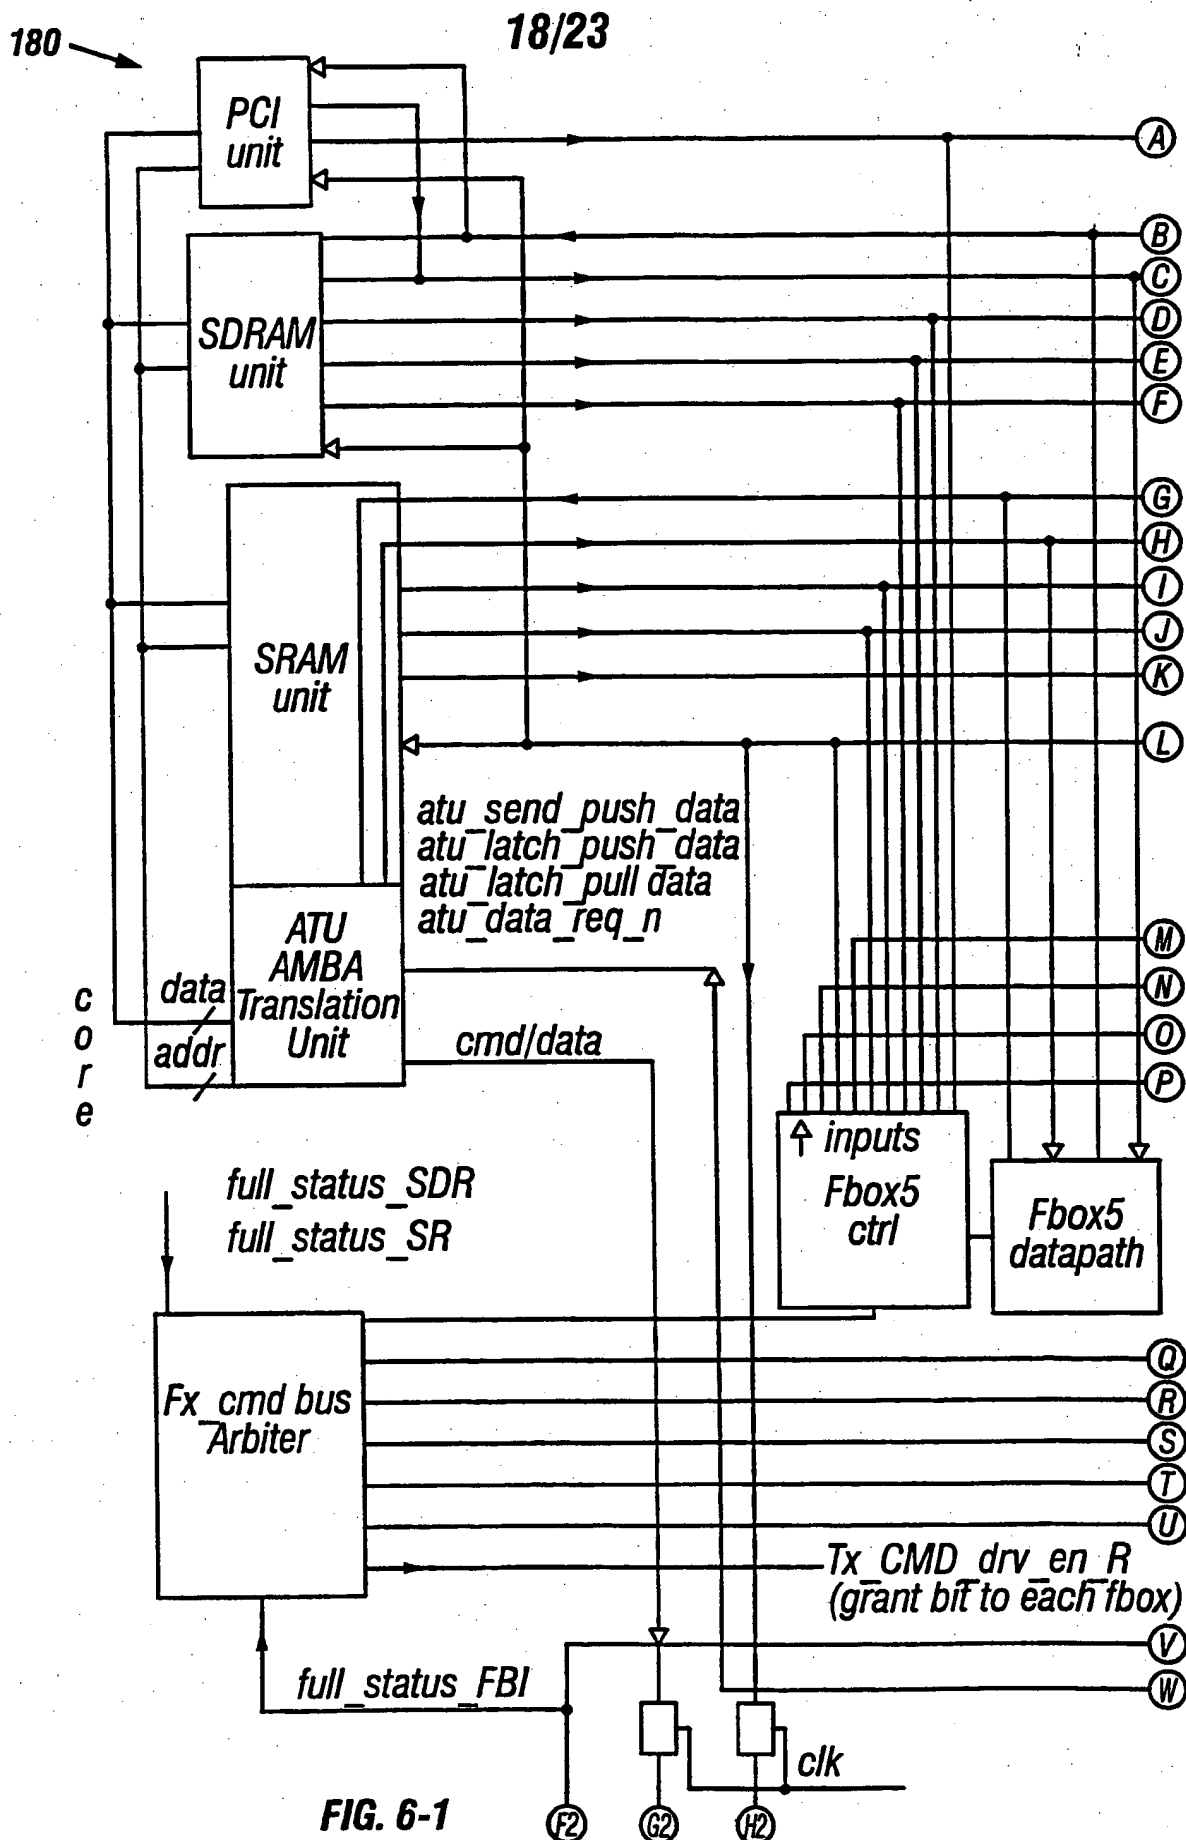 18/23
180
PCI
unit
A
B
C
SDRAM
unit
D
E
F
G
H
I
SRAM
unit
J
K
L
atu_send_push_data
atu_latch_push_data
atu_latch_pull data
atu_data_req_n
ATU
AMBA
Translation
Unit
core
data
addr
cmd/data
M
N
O
P
inputs
Fbox5
ctrl
Fbox5
datapath
full_status_SDR
full_status_SR
Fx_cmd bus
Arbiter
Q
R
S
T
U
Tx_CMD_drv_en_R
(grant bit to each fbox)
V
W
full_status_FBI
clk
FIG. 6-1
F2
G2
H2